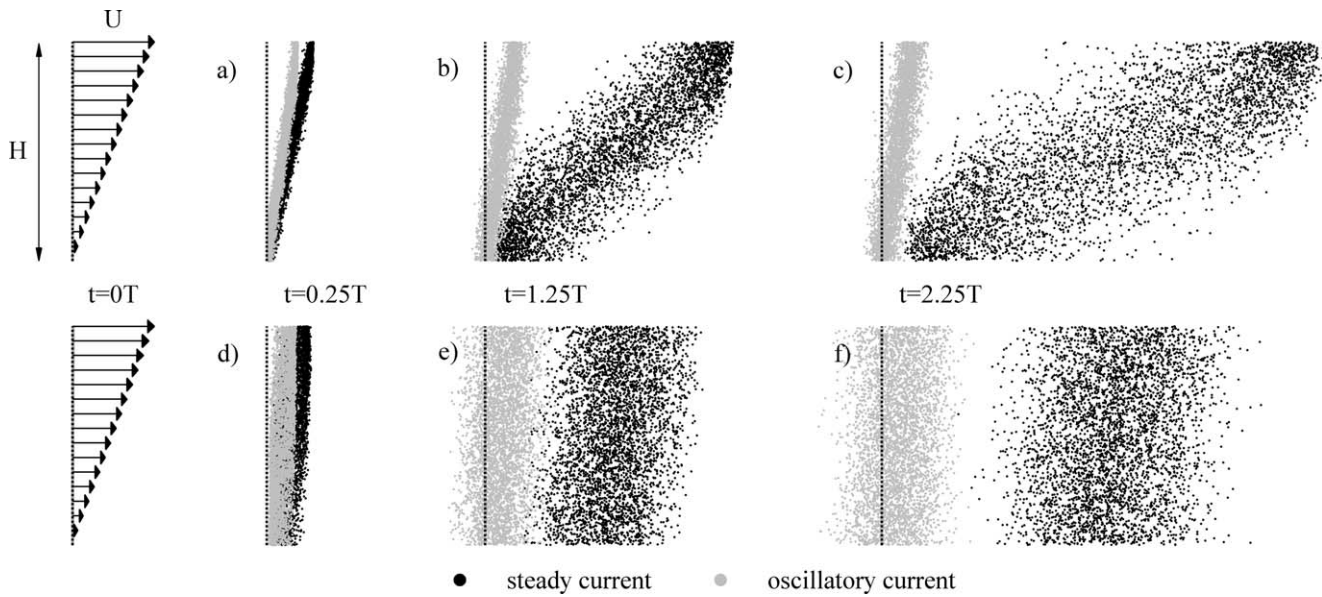 U
a) b) c)
H
t=0T t=0.25T t=1.25T t=2.25T
d) e) f)
steady current oscillatory current